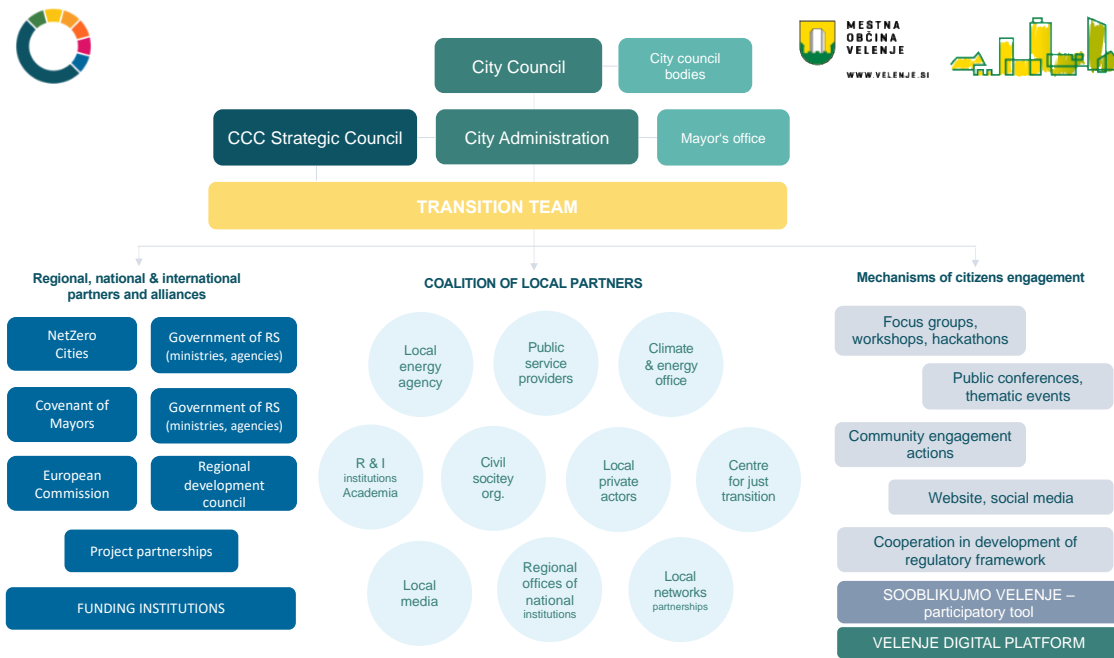 MESTNA
OBČINA
VELENJE
WWW.VELENJE.SI
City Council
City council
bodies
CCC Strategic Council
City Administration
Mayor's office
TRANSITION TEAM
Regional, national & international
partners and alliances
NetZero
Cities
Government of RS
(ministries, agencies)
Covenant of
Mayors
Government of RS
(ministries, agencies)
European
Commission
Regional
development
council
Project partnerships
FUNDING INSTITUTIONS
COALITION OF LOCAL PARTNERS
Local
energy
agency
Public
service
providers
Climate
& energy
office
R & I
institutions
Academia
Civil
socitey
org.
Local
private
actors
Centre
for just
transition
Local
media
Regional
offices of
national
institutions
Local
networks
partnerships
Mechanisms of citizens engagement
Focus groups,
workshops, hackathons
Public conferences,
thematic events
Community engagement
actions
Website, social media
Cooperation in development of
regulatory framework
SOOBLIKUJMO VELENJE –
participatory tool
VELENJE DIGITAL PLATFORM